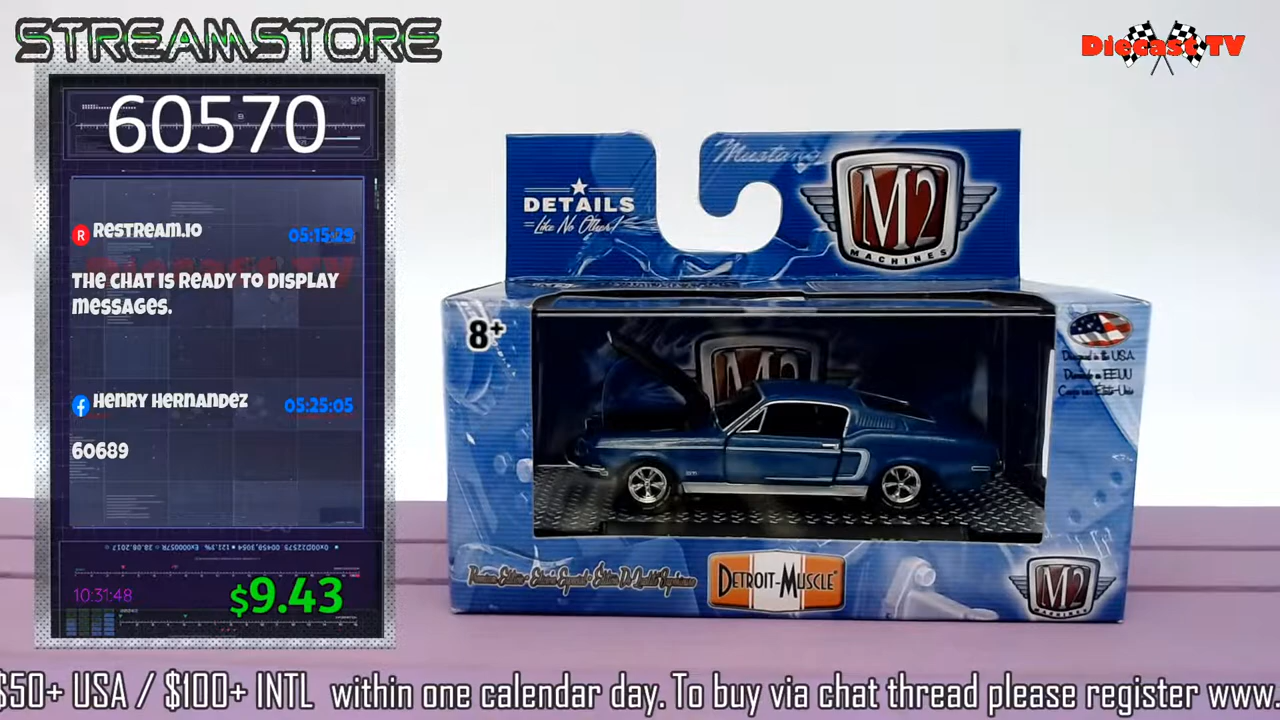 STREAMSTORE
Diecast TV
60570
Restream.io
05:15:29
The chat is ready to display
messages.
Henry Hernandez
05:25:05
60689
10:31:48
$9.43
Mustang
DETAILS
Like No Other!
M2
MACHINES
8+
Designed in the USA
M2
DETROIT-MUSCLE
M2
MACHINES
$50+ USA / $100+ INTL within one calendar day. To buy via chat thread please register www.